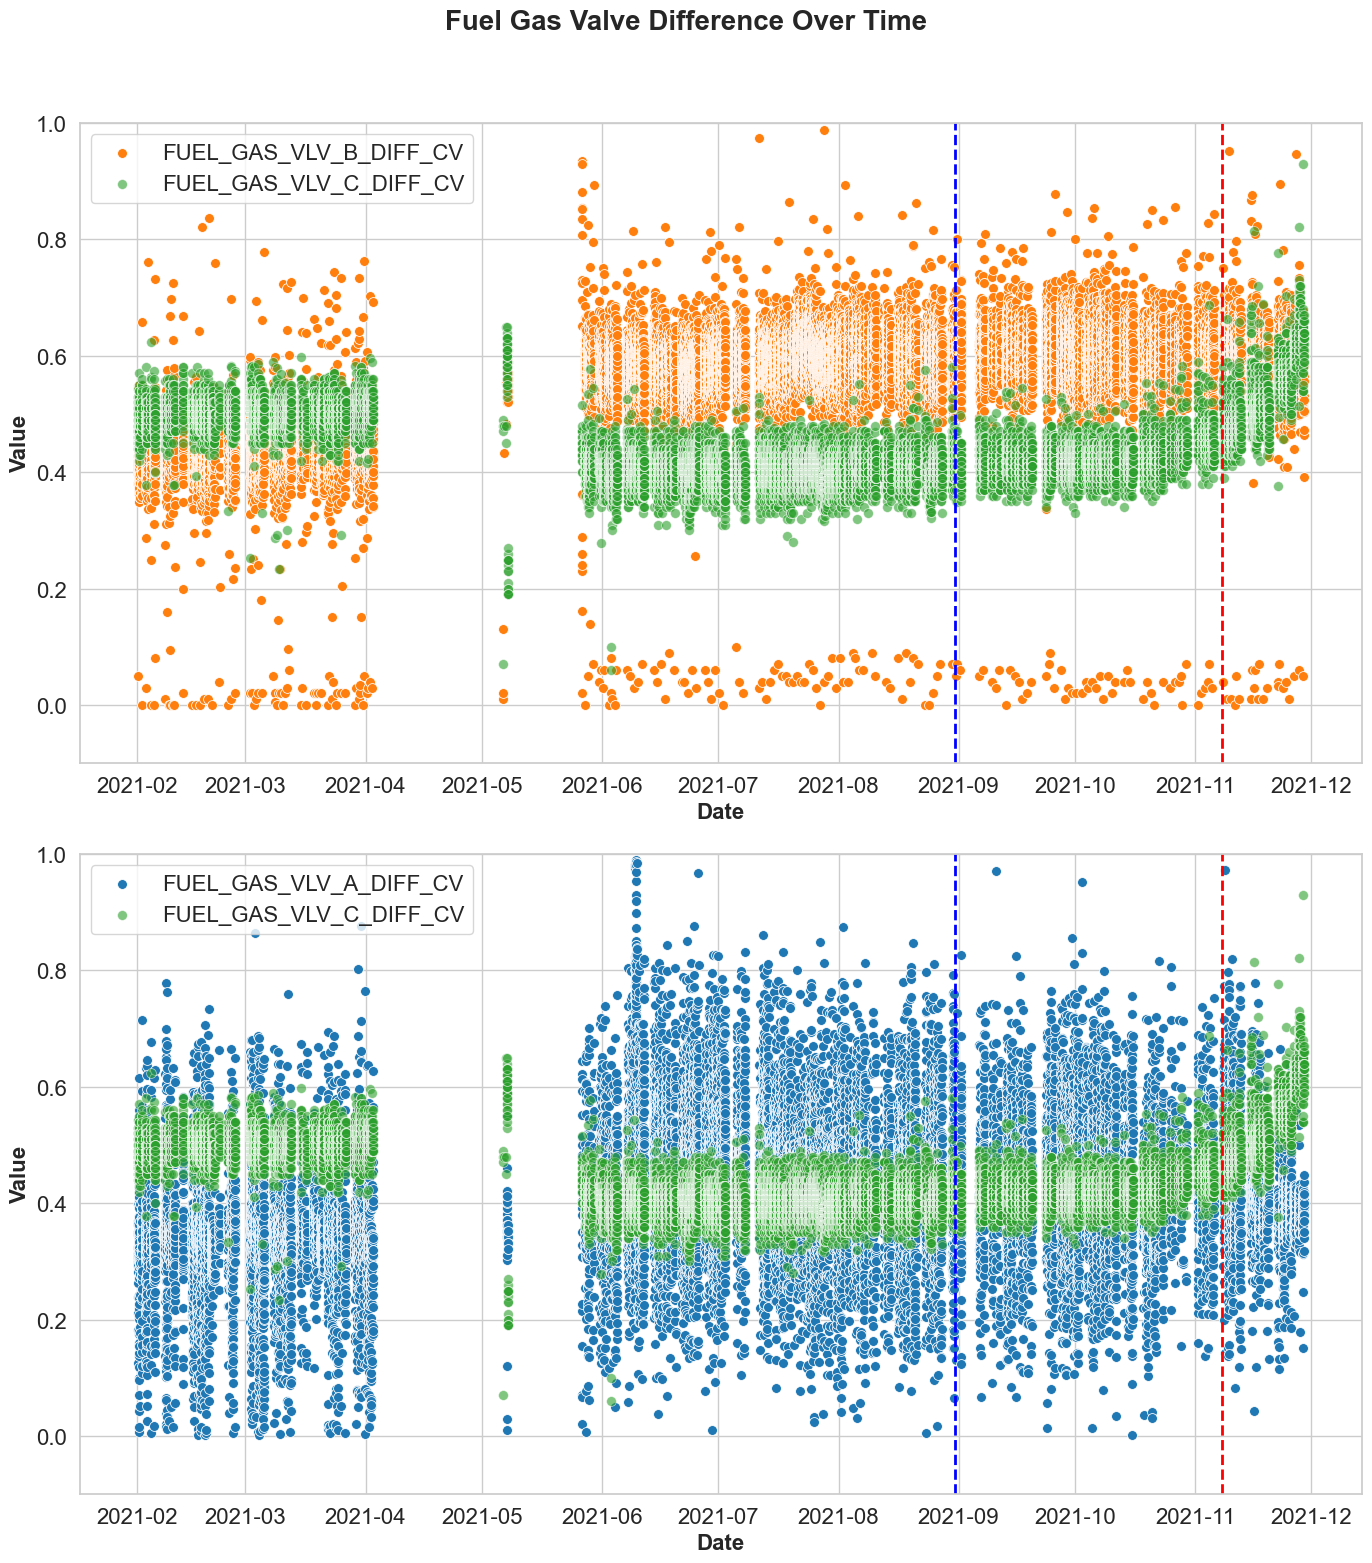 Fuel Gas Valve Difference Over Time
1.0
FUEL_GAS_VLV_B_DIFF_CV
FUEL_GAS_VLV_C_DIFF_CV
0.8
0.6
Value
0.4
0.2
0.0
2021-02 2021-03 2021-04 2021-05 2021-06 2021-07 2021-08 2021-09 2021-10 2021-11 2021-12
Date
1.0
FUEL_GAS_VLV_A_DIFF_CV
FUEL_GAS_VLV_C_DIFF_CV
0.8
0.6
Value
0.4
0.2
0.0
2021-02 2021-03 2021-04 2021-05 2021-06 2021-07 2021-08 2021-09 2021-10 2021-11 2021-12
Date